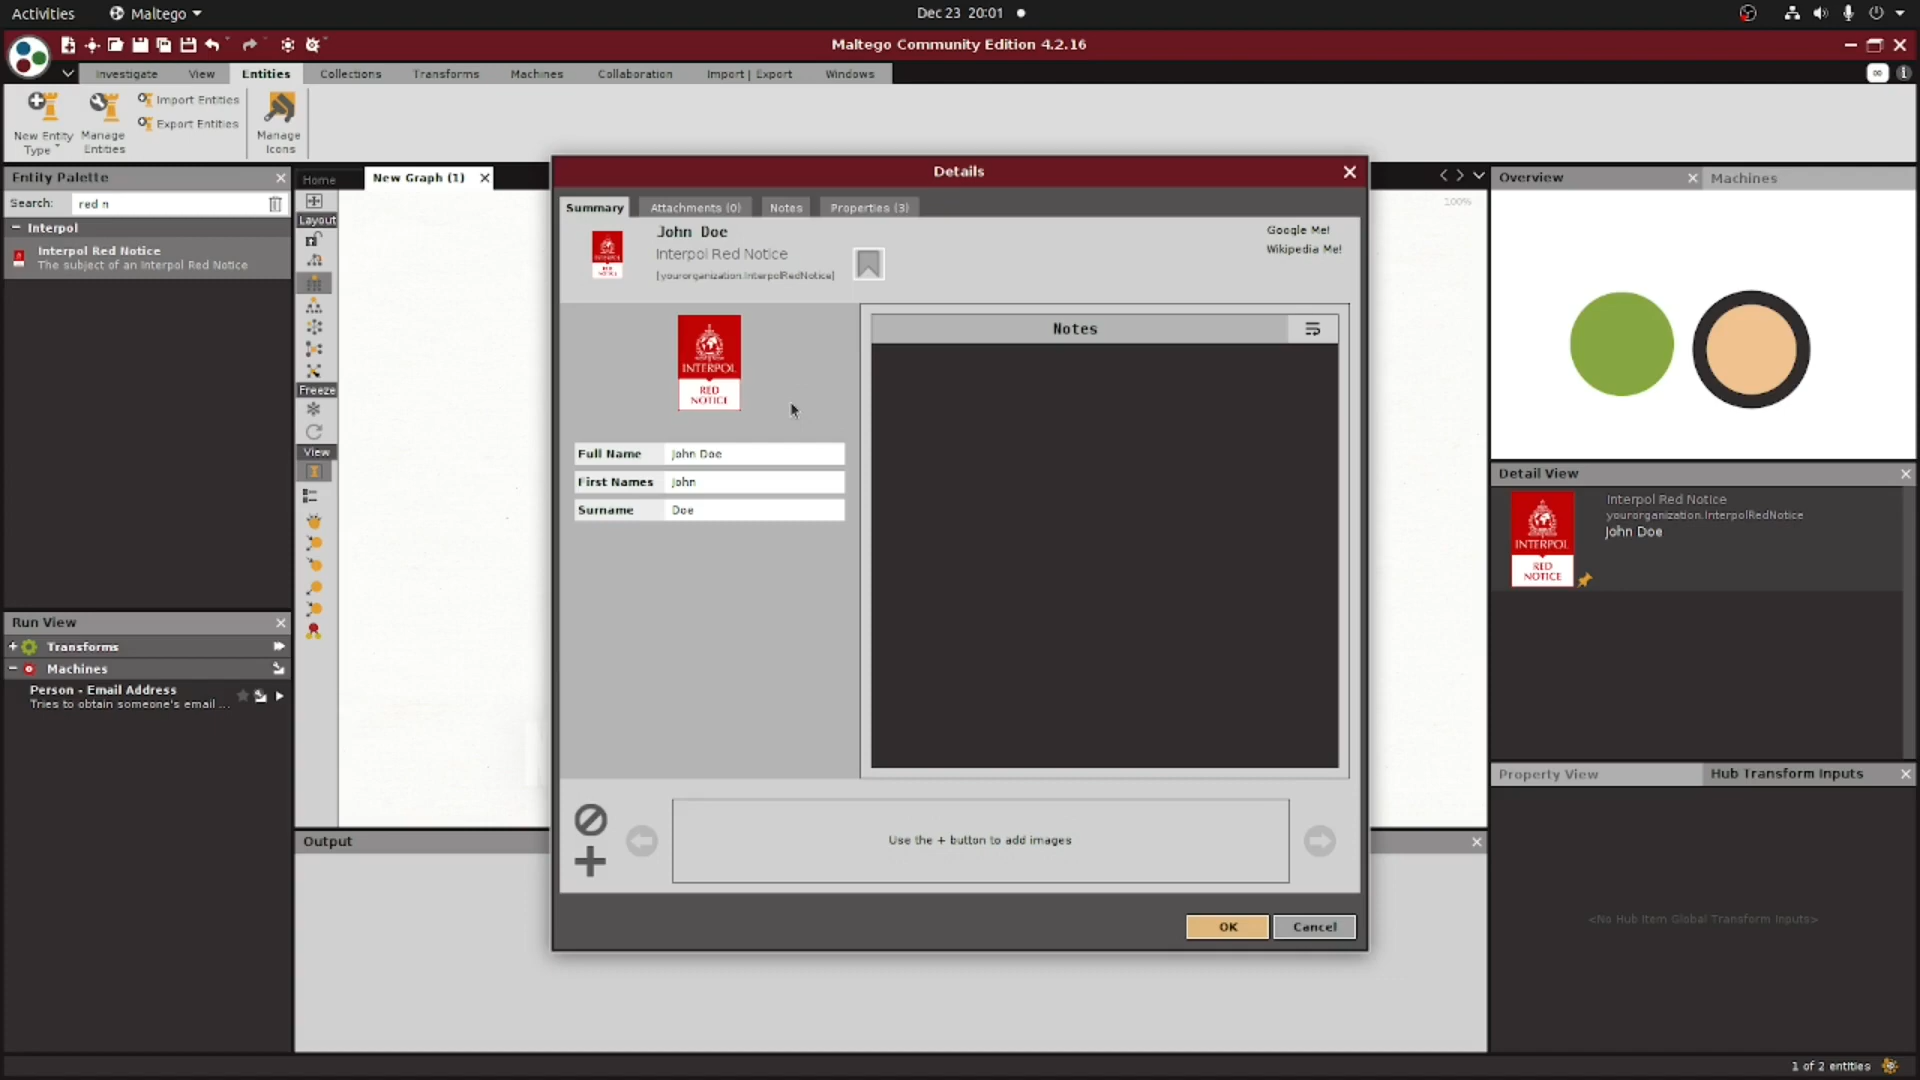 Activities
Maltego
Dec 23 20:01
Maltego Community Edition 4.2.16
Investigate
View
Entities
Collections
Transforms
Machines
Collaboration
Import | Export
Windows
New Entity Type
Manage Entities
Import Entities
Export Entities
Manage Icons
Entity Palette
Search: red n
Interpol
Interpol Red Notice
The subject of an Interpol Red Notice
Home
New Graph (1)
Layout
Freeze
View
100%
Run View
Transforms
Machines
Person - Email Address
Tries to obtain someone's email ...
Output
Details
Summary
Attachments (0)
Notes
Properties (3)
John Doe
Interpol Red Notice
[yourorganization.InterpolRedNotice]
Google Me!
Wikipedia Me!
INTERPOL
RED
NOTICE
Full Name John Doe
First Names John
Surname Doe
Notes
Use the + button to add images
OK
Cancel
Overview
Machines
Detail View
INTERPOL
RED
NOTICE
Interpol Red Notice
yourorganization.InterpolRedNotice
John Doe
Property View
Hub Transform Inputs
<No Hub Item Global Transform Inputs>
1 of 2 entities